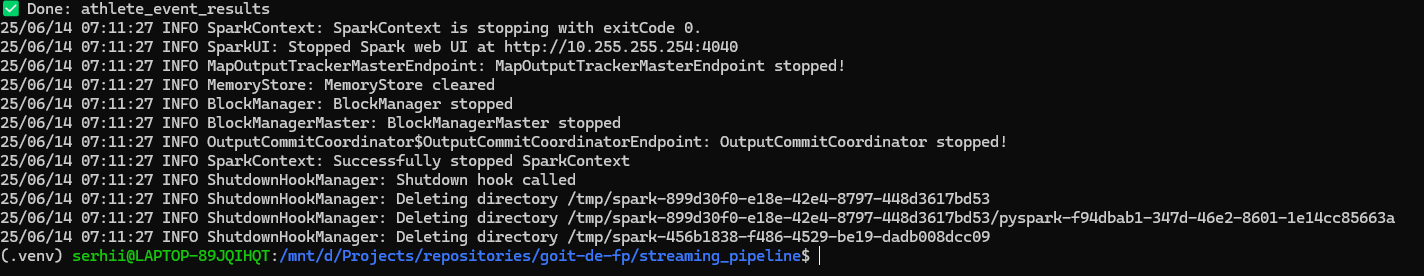 ✅ Done: athlete_event_results
25/06/14 07:11:27 INFO SparkContext: SparkContext is stopping with exitCode 0.
25/06/14 07:11:27 INFO SparkUI: Stopped Spark web UI at http://10.255.255.254:4040
25/06/14 07:11:27 INFO MapOutputTrackerMasterEndpoint: MapOutputTrackerMasterEndpoint stopped!
25/06/14 07:11:27 INFO MemoryStore: MemoryStore cleared
25/06/14 07:11:27 INFO BlockManager: BlockManager stopped
25/06/14 07:11:27 INFO BlockManagerMaster: BlockManagerMaster stopped
25/06/14 07:11:27 INFO OutputCommitCoordinator$OutputCommitCoordinatorEndpoint: OutputCommitCoordinator stopped!
25/06/14 07:11:27 INFO SparkContext: Successfully stopped SparkContext
25/06/14 07:11:27 INFO ShutdownHookManager: Shutdown hook called
25/06/14 07:11:27 INFO ShutdownHookManager: Deleting directory /tmp/spark-899d30f0-e18e-42e4-8797-448d3617bd53
25/06/14 07:11:27 INFO ShutdownHookManager: Deleting directory /tmp/spark-899d30f0-e18e-42e4-8797-448d3617bd53/pyspark-f94dbab1-347d-46e2-8601-1e14cc85663a
25/06/14 07:11:27 INFO ShutdownHookManager: Deleting directory /tmp/spark-456b1838-f486-4529-be19-dadb008dcc09
(.venv) serhii@LAPTOP-89JQIHQT:/mnt/d/Projects/repositories/goit-de-fp/streaming_pipeline$